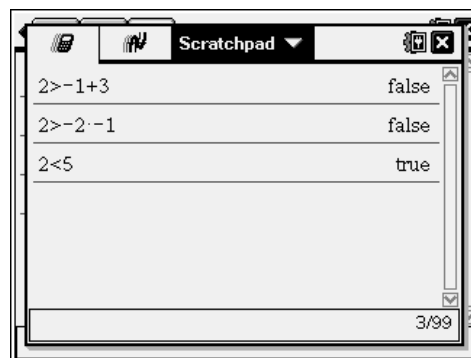 Scratchpad
2>−1+3 false
2>−2·−1 false
2<5 true
3/99